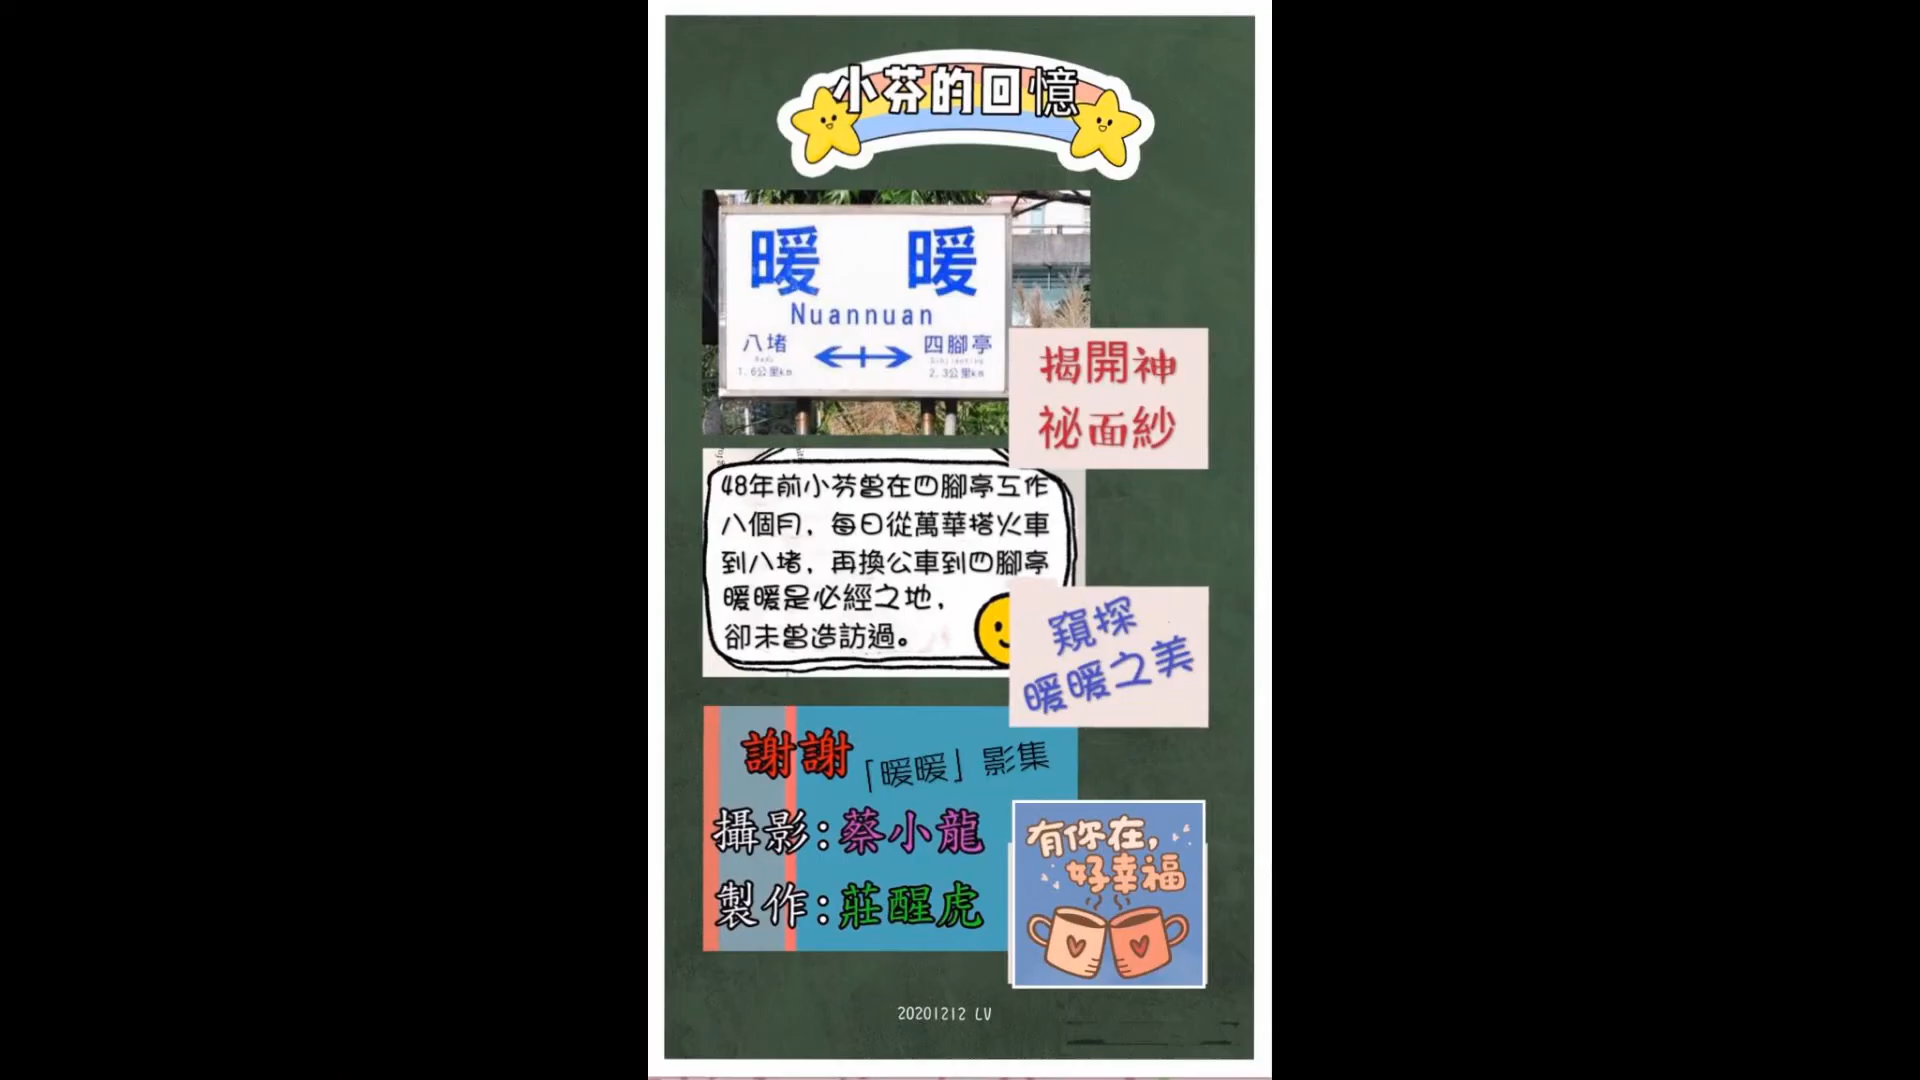 小芬的回憶
暖 暖
Nuannuan
八堵 四腳亭
Badu Sihjiaoting
1.6公里km 2.3公里km
揭開神
祕面紗
48年前小芬曾在四腳亭工作
八個月，每日從萬華搭火車
到八堵，再換公車到四腳亭
暖暖是必經之地，
卻未曾造訪過。
窺探
暖暖之美
謝謝「暖暖」影集
攝影:蔡小龍
製作:莊醒虎
有你在，
好幸福
20201212 LV